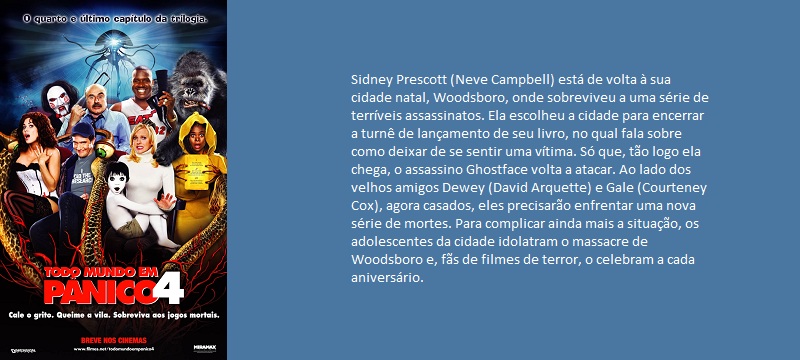 O quarto e último capítulo da trilogia.
TODO MUNDO EM
PÂNICO 4
Cale o grito. Queime a vila. Sobreviva aos jogos mortais.
BREVE NOS CINEMAS
www.filmes.net/todomundoempanico4
DIMENSION
MIRAMAX
Sidney Prescott (Neve Campbell) está de volta à sua
cidade natal, Woodsboro, onde sobreviveu a uma série de
terríveis assassinatos. Ela escolheu a cidade para encerrar
a turnê de lançamento de seu livro, no qual fala sobre
como deixar de se sentir uma vítima. Só que, tão logo ela
chega, o assassino Ghostface volta a atacar. Ao lado dos
velhos amigos Dewey (David Arquette) e Gale (Courteney
Cox), agora casados, eles precisarão enfrentar uma nova
série de mortes. Para complicar ainda mais a situação, os
adolescentes da cidade idolatram o massacre de
Woodsboro e, fãs de filmes de terror, o celebram a cada
aniversário.